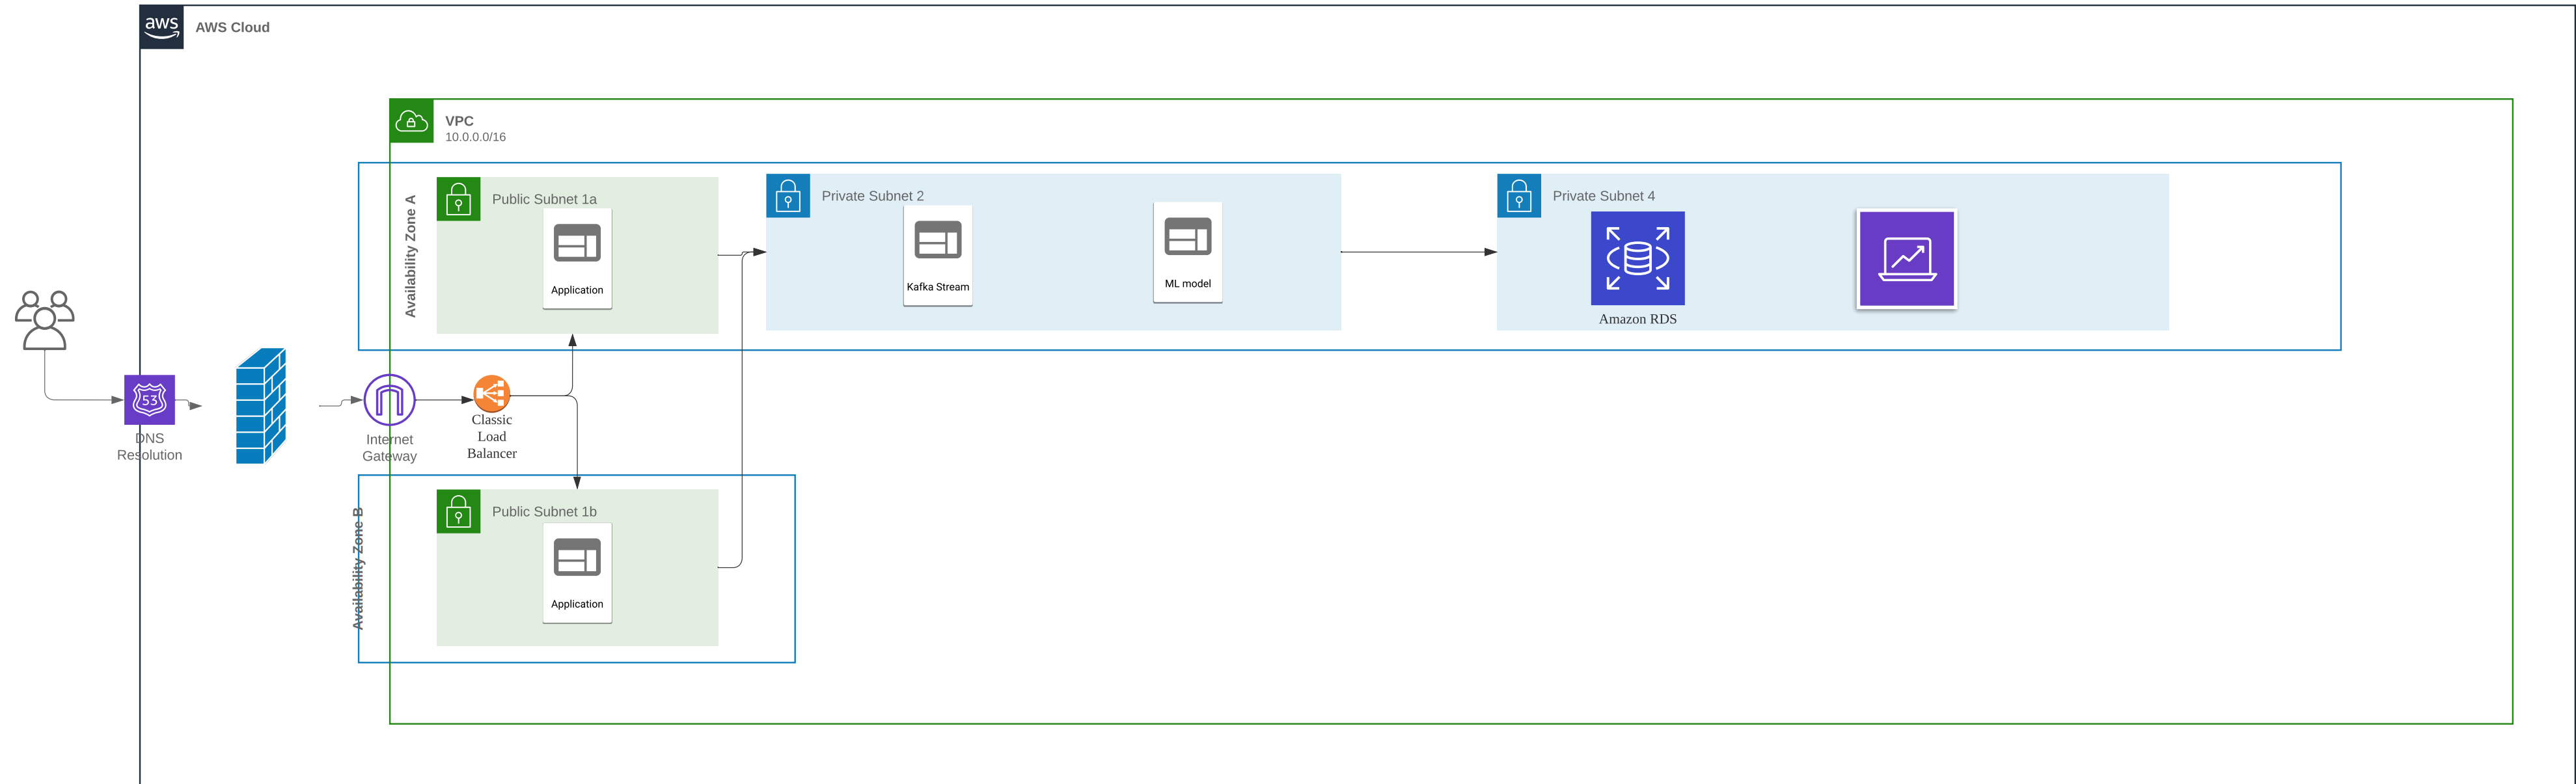 aws
AWS Cloud
VPC
10.0.0.0/16
Availability Zone A
Public Subnet 1a
Application
Private Subnet 2
Kafka Stream
ML model
Private Subnet 4
Amazon RDS
53
DNS
Resolution
Internet
Gateway
Classic
Load
Balancer
Availability Zone B
Public Subnet 1b
Application